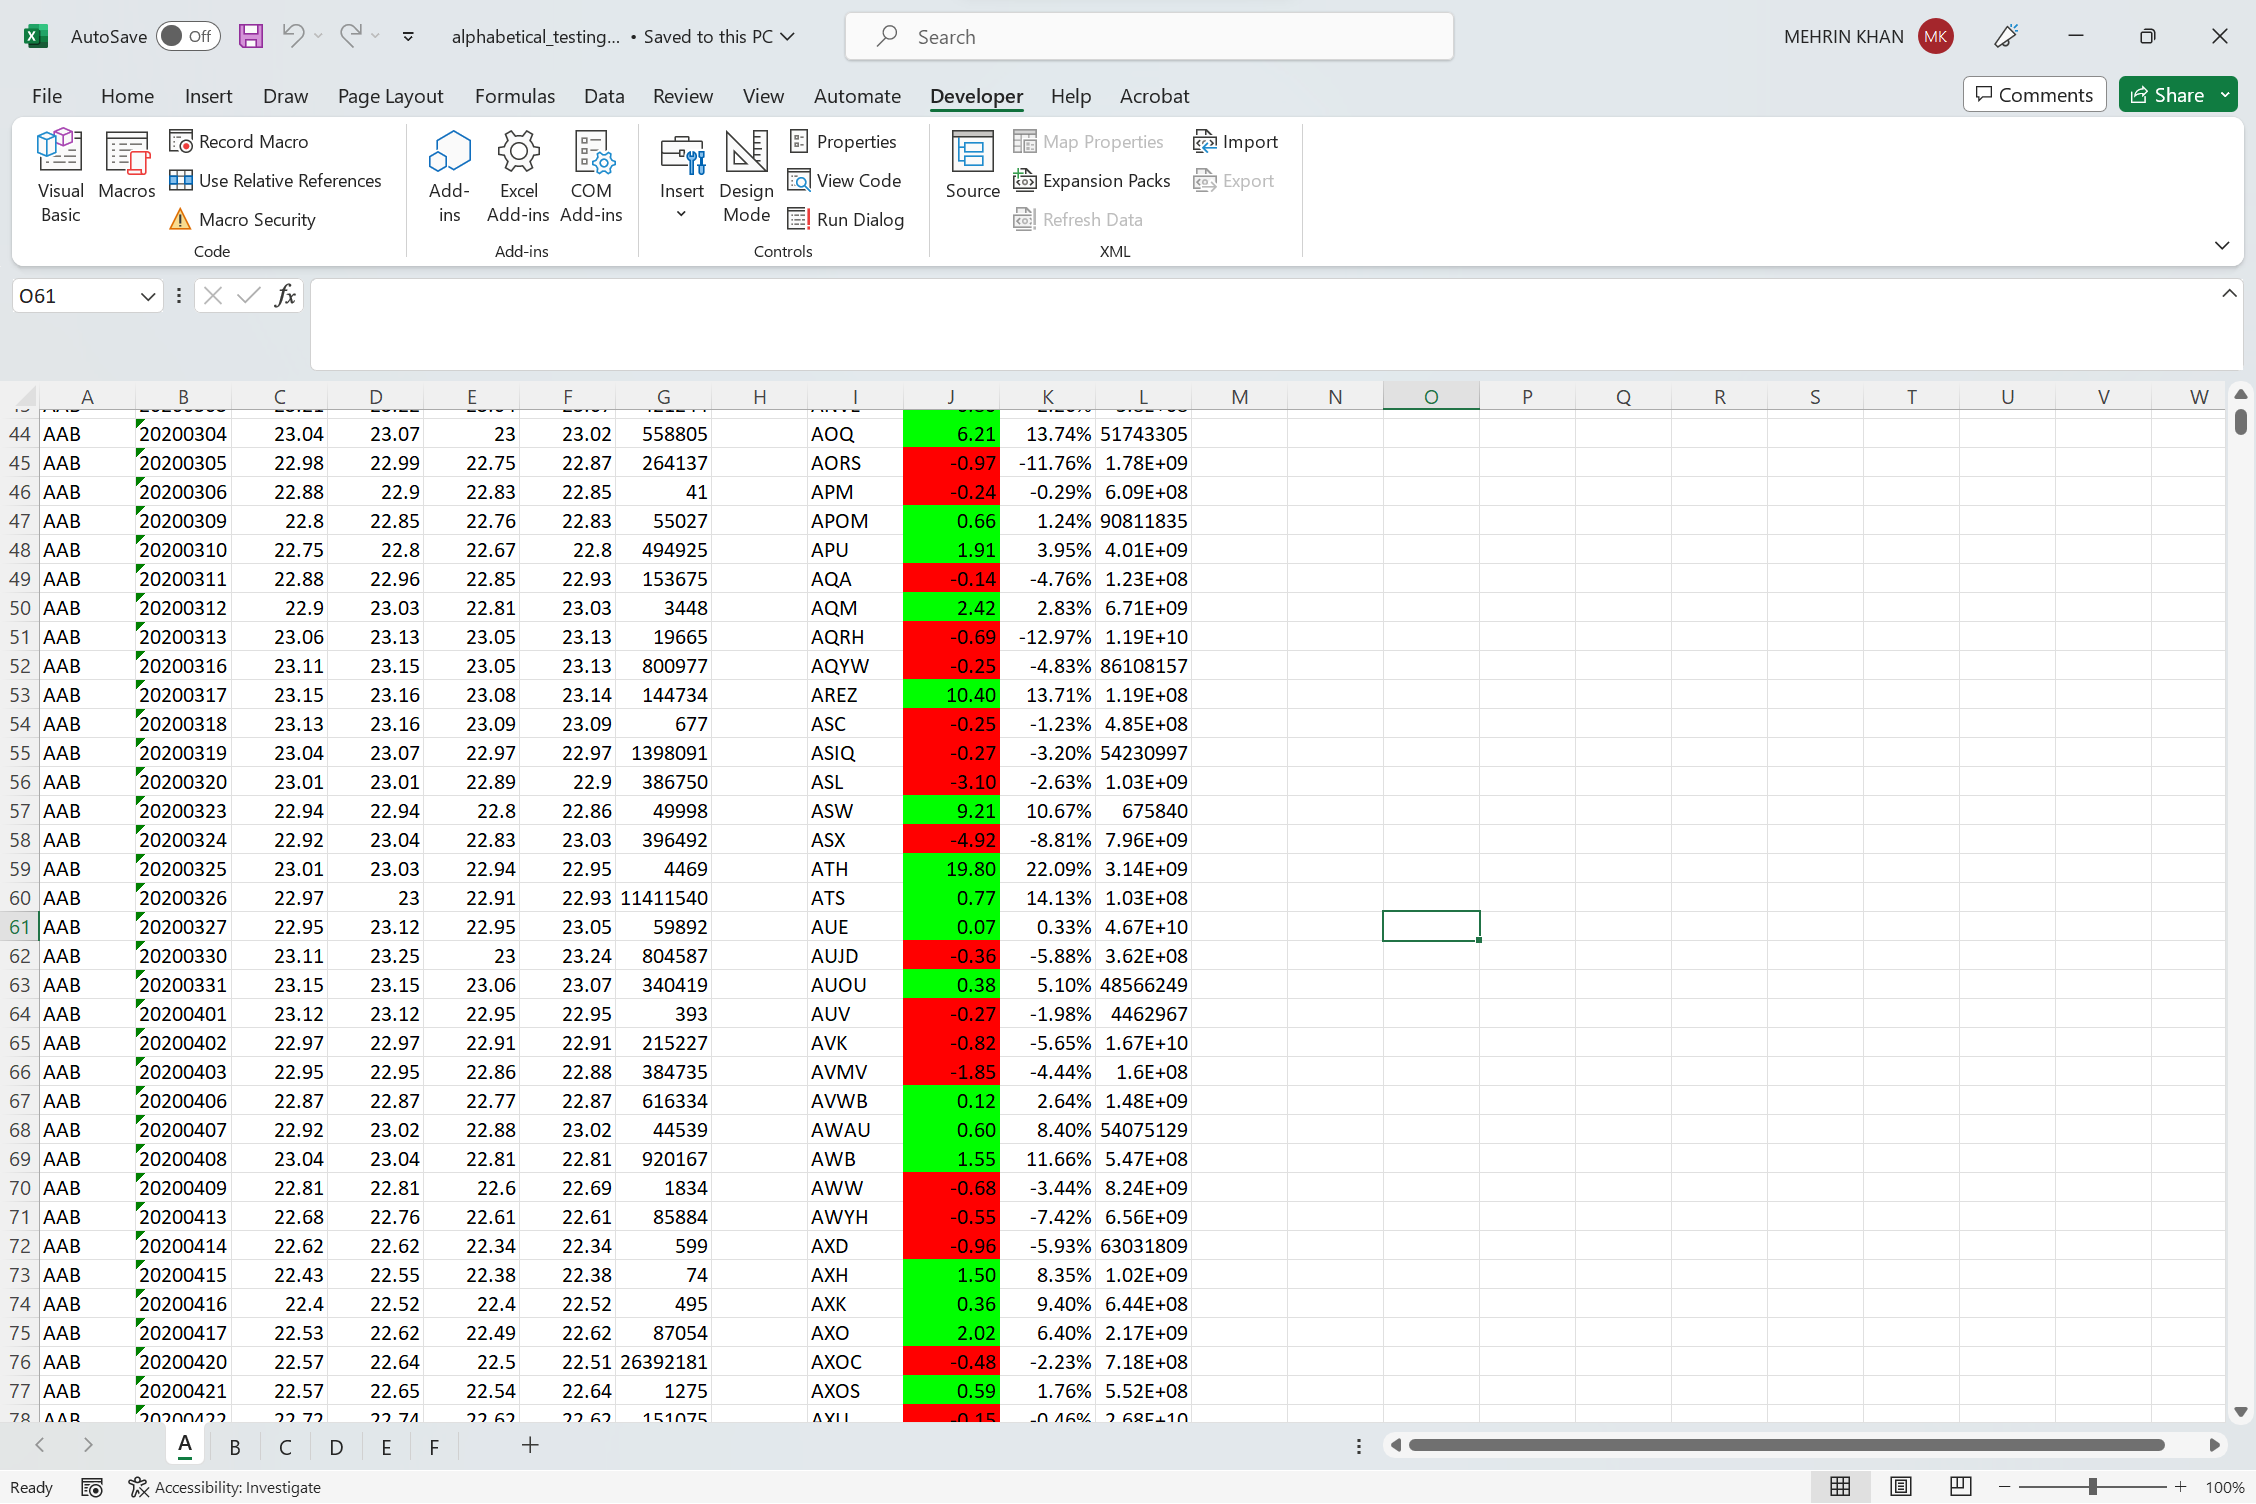 AutoSave Off alphabetical_testing... • Saved to this PC Search MEHRIN KHAN MK
File Home Insert Draw Page Layout Formulas Data Review View Automate Developer Help Acrobat Comments Share
Visual Basic Macros Record Macro Use Relative References Macro Security Code
Add-ins Excel Add-ins COM Add-ins Add-ins
Insert Design Mode Properties View Code Run Dialog Controls
Source Map Properties Expansion Packs Refresh Data Import Export XML
O61 fx
A B C D E F G H I J K L M N O P Q R S T U V W
44 AAB 20200304 23.04 23.07 23 23.02 558805 AOQ 6.21 13.74% 51743305
45 AAB 20200305 22.98 22.99 22.75 22.87 264137 AORS -0.97 -11.76% 1.78E+09
46 AAB 20200306 22.88 22.9 22.83 22.85 41 APM -0.24 -0.29% 6.09E+08
47 AAB 20200309 22.8 22.85 22.76 22.83 55027 APOM 0.66 1.24% 90811835
48 AAB 20200310 22.75 22.8 22.67 22.8 494925 APU 1.91 3.95% 4.01E+09
49 AAB 20200311 22.88 22.96 22.85 22.93 153675 AQA -0.14 -4.76% 1.23E+08
50 AAB 20200312 22.9 23.03 22.81 23.03 3448 AQM 2.42 2.83% 6.71E+09
51 AAB 20200313 23.06 23.13 23.05 23.13 19665 AQRH -0.69 -12.97% 1.19E+10
52 AAB 20200316 23.11 23.15 23.05 23.13 800977 AQYW -0.25 -4.83% 86108157
53 AAB 20200317 23.15 23.16 23.08 23.14 144734 AREZ 10.40 13.71% 1.19E+08
54 AAB 20200318 23.13 23.16 23.09 23.09 677 ASC -0.25 -1.23% 4.85E+08
55 AAB 20200319 23.04 23.07 22.97 22.97 1398091 ASIQ -0.27 -3.20% 54230997
56 AAB 20200320 23.01 23.01 22.89 22.9 386750 ASL -3.10 -2.63% 1.03E+09
57 AAB 20200323 22.94 22.94 22.8 22.86 49998 ASW 9.21 10.67% 675840
58 AAB 20200324 22.92 23.04 22.83 23.03 396492 ASX -4.92 -8.81% 7.96E+09
59 AAB 20200325 23.01 23.03 22.94 22.95 4469 ATH 19.80 22.09% 3.14E+09
60 AAB 20200326 22.97 23 22.91 22.93 11411540 ATS 0.77 14.13% 1.03E+08
61 AAB 20200327 22.95 23.12 22.95 23.05 59892 AUE 0.07 0.33% 4.67E+10
62 AAB 20200330 23.11 23.25 23 23.24 804587 AUJD -0.36 -5.88% 3.62E+08
63 AAB 20200331 23.15 23.15 23.06 23.07 340419 AUOU 0.38 5.10% 48566249
64 AAB 20200401 23.12 23.12 22.95 22.95 393 AUV -0.27 -1.98% 4462967
65 AAB 20200402 22.97 22.97 22.91 22.91 215227 AVK -0.82 -5.65% 1.67E+10
66 AAB 20200403 22.95 22.95 22.86 22.88 384735 AVMV -1.85 -4.44% 1.6E+08
67 AAB 20200406 22.87 22.87 22.77 22.87 616334 AVWB 0.12 2.64% 1.48E+09
68 AAB 20200407 22.92 23.02 22.88 23.02 44539 AWAU 0.60 8.40% 54075129
69 AAB 20200408 23.04 23.04 22.81 22.81 920167 AWB 1.55 11.66% 5.47E+08
70 AAB 20200409 22.81 22.81 22.6 22.69 1834 AWW -0.68 -3.44% 8.24E+09
71 AAB 20200413 22.68 22.76 22.61 22.61 85884 AWYH -0.55 -7.42% 6.56E+09
72 AAB 20200414 22.62 22.62 22.34 22.34 599 AXD -0.96 -5.93% 63031809
73 AAB 20200415 22.43 22.55 22.38 22.38 74 AXH 1.50 8.35% 1.02E+09
74 AAB 20200416 22.4 22.52 22.4 22.52 495 AXK 0.36 9.40% 6.44E+08
75 AAB 20200417 22.53 22.62 22.49 22.62 87054 AXO 2.02 6.40% 2.17E+09
76 AAB 20200420 22.57 22.64 22.5 22.51 26392181 AXOC -0.48 -2.23% 7.18E+08
77 AAB 20200421 22.57 22.65 22.54 22.64 1275 AXOS 0.59 1.76% 5.52E+08
78 AAB 20200422 22.72 22.74 22.62 22.62 151075 AXU -0.15 -0.46% 2.68E+10
A B C D E F
Ready Accessibility: Investigate 100%